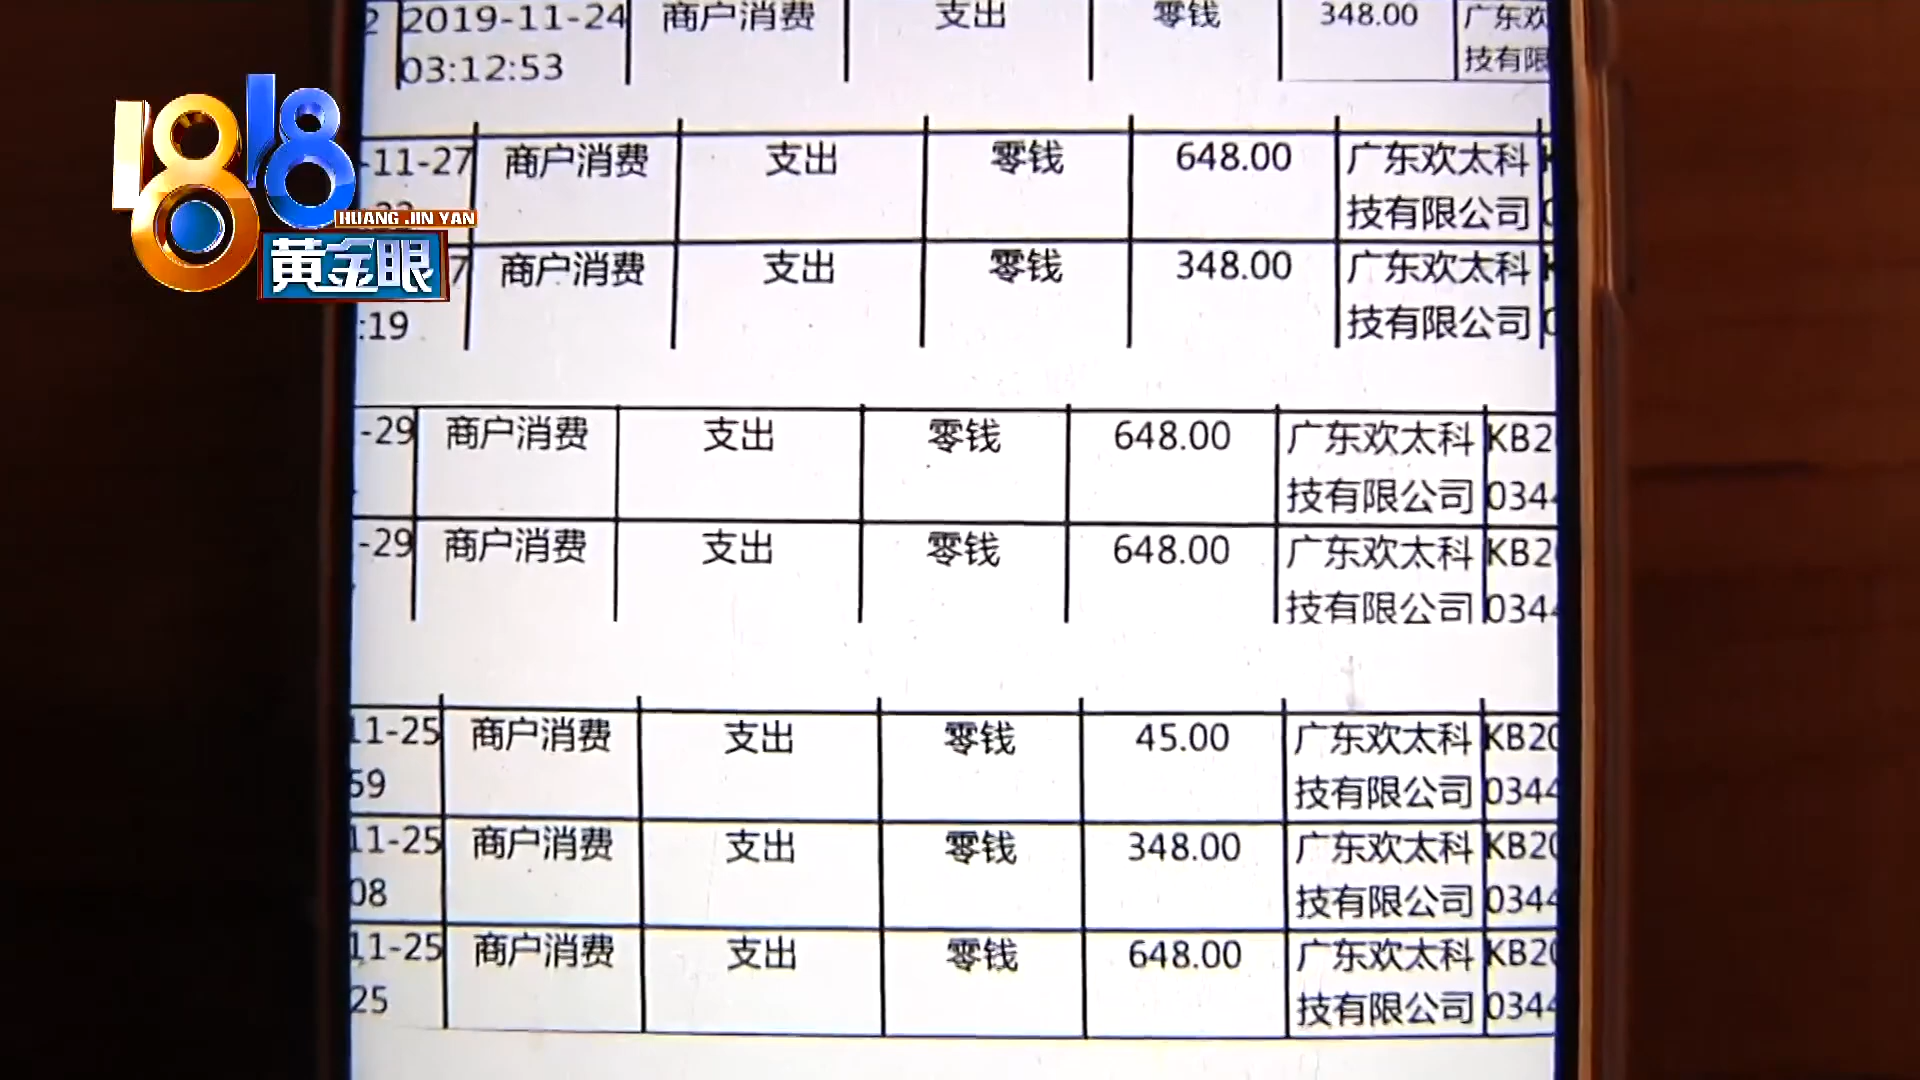 2 2019-11-24 商户消费 支出 零钱 348.00 广东欢
03:12:53 技有限
1818
HUANG JIN YAN
黄金眼
-11-27 商户消费 支出 零钱 648.00 广东欢太科
技有限公司
7 商户消费 支出 零钱 348.00 广东欢太科
:19 技有限公司
-29 商户消费 支出 零钱 648.00 广东欢太科 KB2
技有限公司 034
-29 商户消费 支出 零钱 648.00 广东欢太科 KB2
技有限公司 034
11-25 商户消费 支出 零钱 45.00 广东欢太科 KB20
59 技有限公司 0344
11-25 商户消费 支出 零钱 348.00 广东欢太科 KB20
08 技有限公司 0344
11-25 商户消费 支出 零钱 648.00 广东欢太科 KB20
25 技有限公司 0344